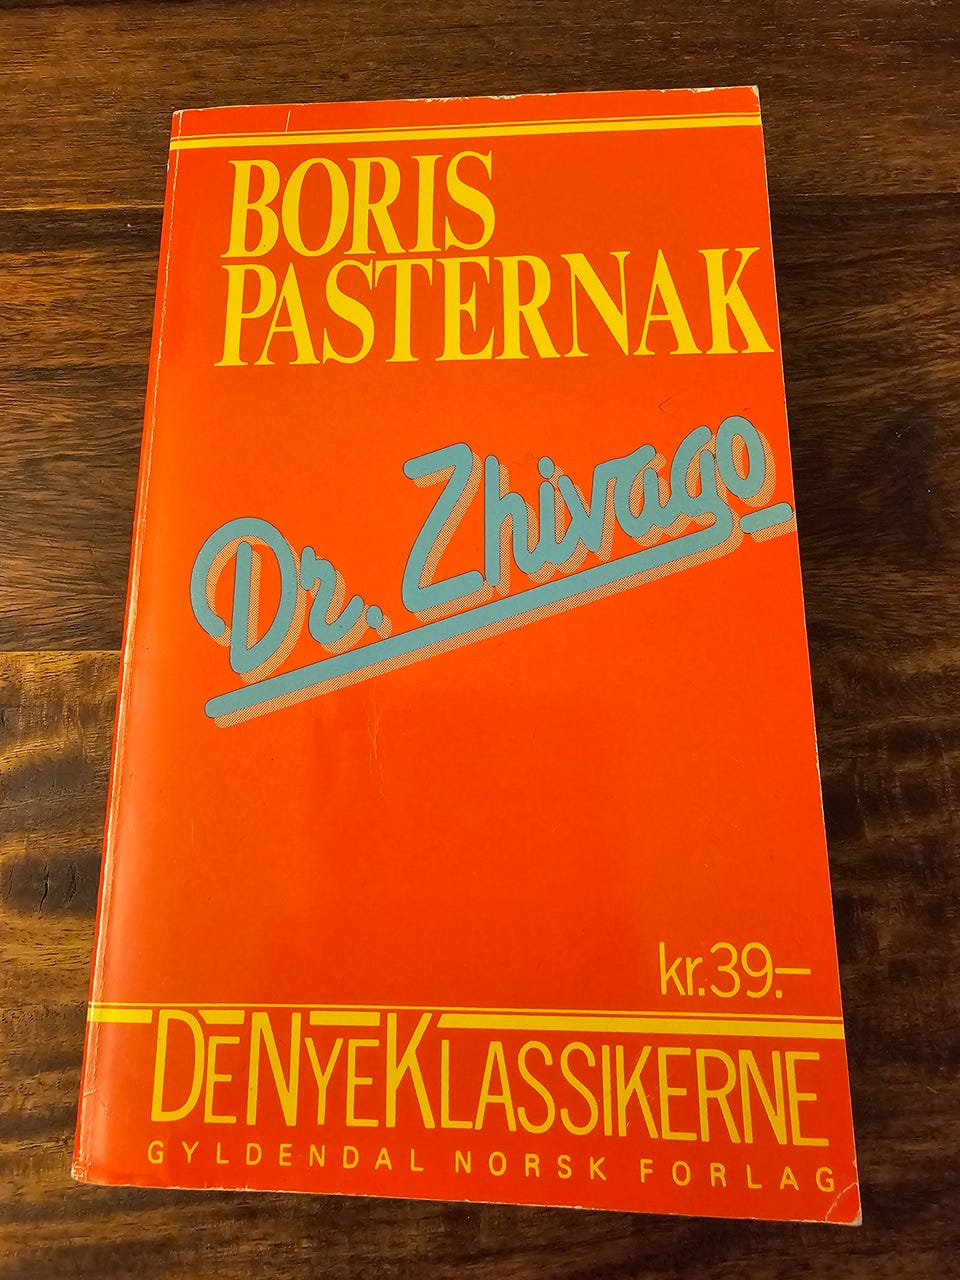 BORIS
PASTERNAK
Dr. Zhivago
kr.39.–
DENYEKLASSIKERNE
GYLDENDAL NORSK FORLAG